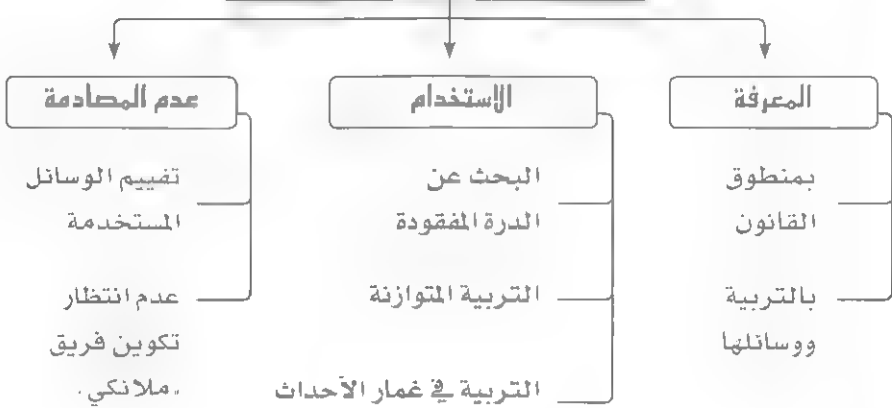 المعرفة
بمنطوق
القانون
بالتربية
ووسائلها
الاستخدام
البحث عن
الدرة المفقودة
التربية المتوازنة
التربية في غمار الأحداث
عدم المصادمة
تقييم الوسائل
المستخدمة
عدم انتظار
تكوين فريق
«ملائكي».